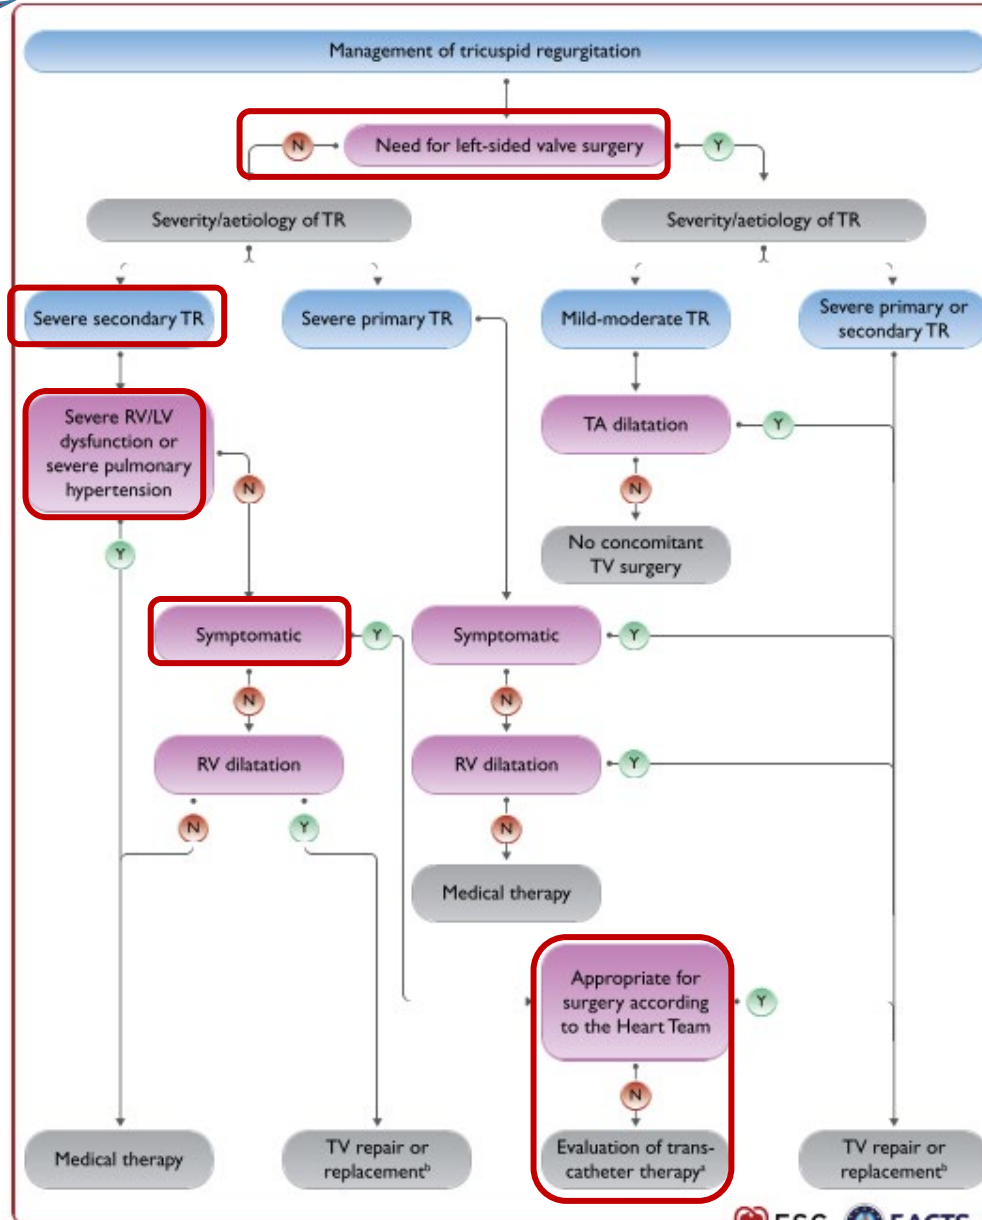 Management of tricuspid regurgitation
N
Need for left-sided valve surgery
Y
Severity/aetiology of TR
Severity/aetiology of TR
Severe secondary TR
Severe primary TR
Mild-moderate TR
Severe primary or
secondary TR
Severe RV/LV
dysfunction or
severe pulmonary
hypertension
TA dilatation
Y
N
N
Y
No concomitant
TV surgery
Symptomatic
Y
Symptomatic
Y
N
N
RV dilatation
RV dilatation
Y
N
Y
N
Medical therapy
Appropriate for
surgery according
to the Heart Team
Y
N
Medical therapy
TV repair or
replacementᵇ
Evaluation of trans-
catheter therapyᵃ
TV repair or
replacementᵇ
ESC
EACTS